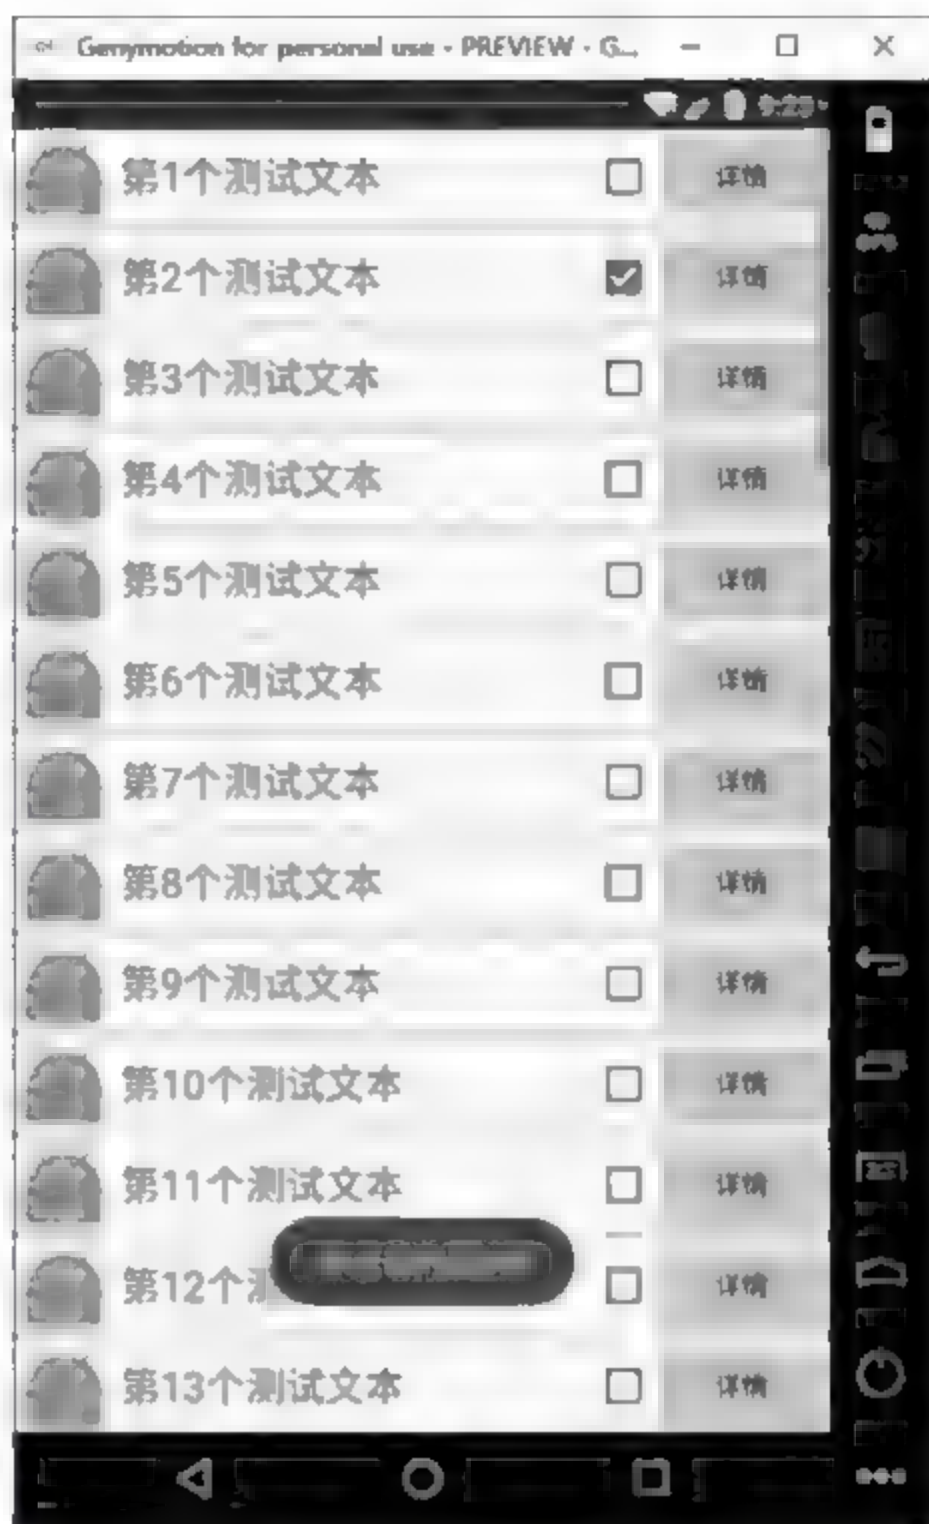 Genymotion for personal use - PREVIEW - G...
9:23
第1个测试文本 详情
第2个测试文本 详情
第3个测试文本 详情
第4个测试文本 详情
第5个测试文本 详情
第6个测试文本 详情
第7个测试文本 详情
第8个测试文本 详情
第9个测试文本 详情
第10个测试文本 详情
第11个测试文本 详情
第12个 详情
第13个测试文本 详情